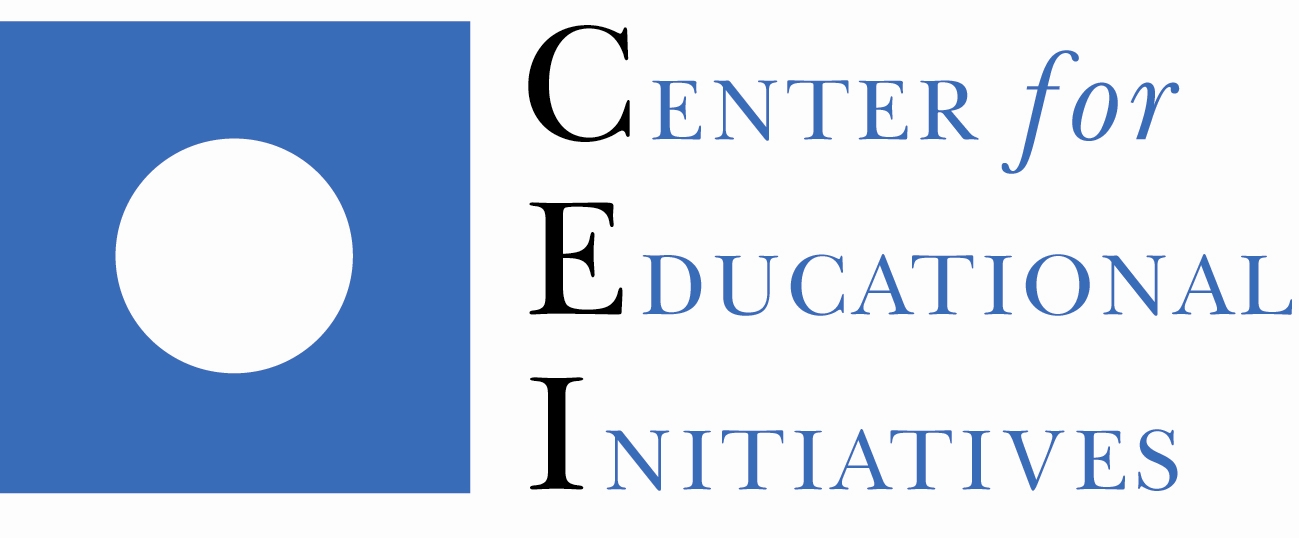 CENTER for
EDUCATIONAL
INITIATIVES